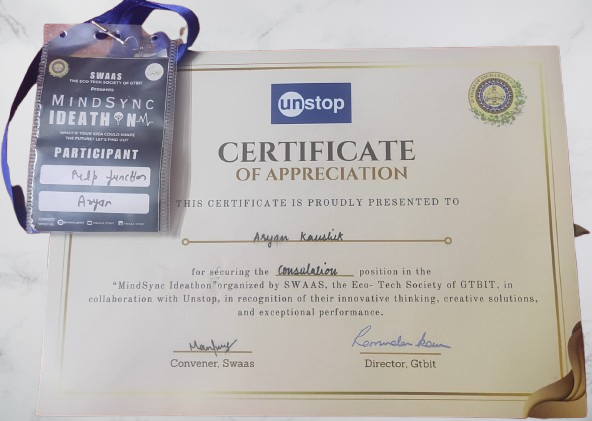 SWAAS
THE ECO TECH SOCIETY OF GTBIT
Presents
MINDSYNC
IDEATHON
WHAT IF YOUR IDEA COULD SHAPE
THE FUTURE? LET'S FIND OUT
PARTICIPANT
Relp function
Aryan
unstop
CERTIFICATE
OF APPRECIATION
THIS CERTIFICATE IS PROUDLY PRESENTED TO
Aryan Kaushik
for securing the Consulation position in the
"MindSync Ideathon"organized by SWAAS, the Eco- Tech Society of GTBIT, in
collaboration with Unstop, in recognition of their innovative thinking, creative solutions,
and exceptional performance.
Convener, Swaas
Director, Gtbit